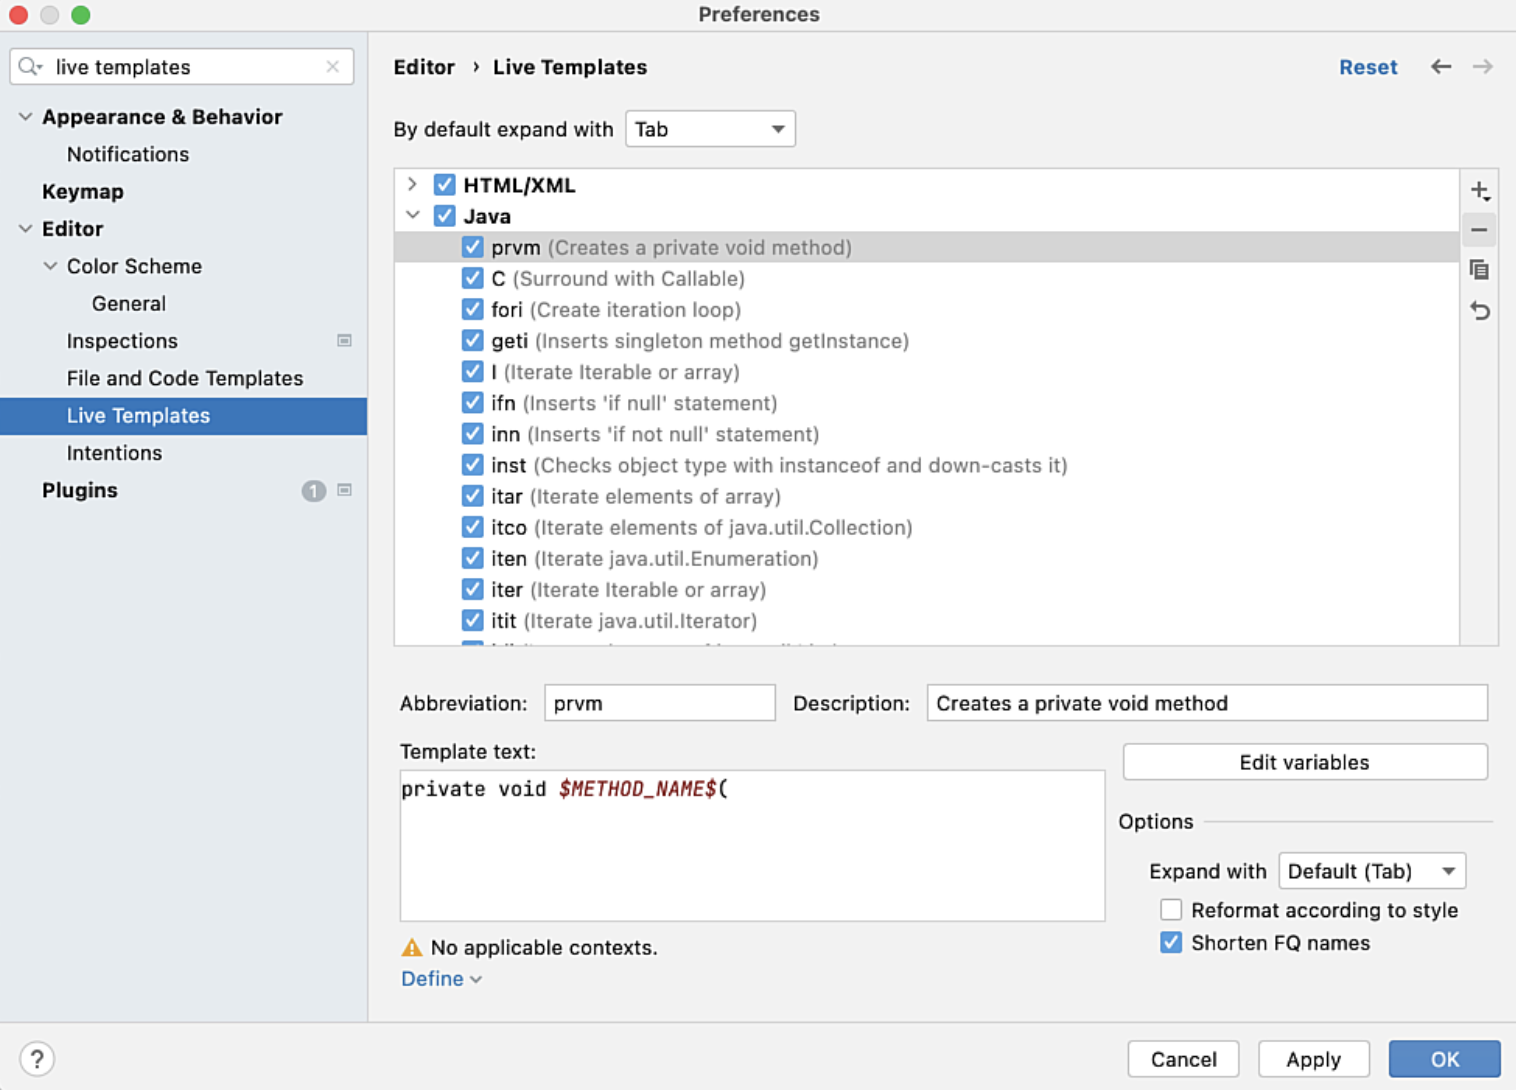 Preferences
live templates
Appearance & Behavior
Notifications
Keymap
Editor
Color Scheme
General
Inspections
File and Code Templates
Live Templates
Intentions
Plugins 1
Editor › Live Templates
Reset
By default expand with Tab
HTML/XML
Java
prvm (Creates a private void method)
C (Surround with Callable)
fori (Create iteration loop)
geti (Inserts singleton method getInstance)
I (Iterate Iterable or array)
ifn (Inserts 'if null' statement)
inn (Inserts 'if not null' statement)
inst (Checks object type with instanceof and down-casts it)
itar (Iterate elements of array)
itco (Iterate elements of java.util.Collection)
iten (Iterate java.util.Enumeration)
iter (Iterate Iterable or array)
itit (Iterate java.util.Iterator)
Abbreviation: prvm Description: Creates a private void method
Template text:
private void $METHOD_NAME$(
Edit variables
Options
Expand with Default (Tab)
Reformat according to style
Shorten FQ names
No applicable contexts.
Define
?
Cancel Apply OK